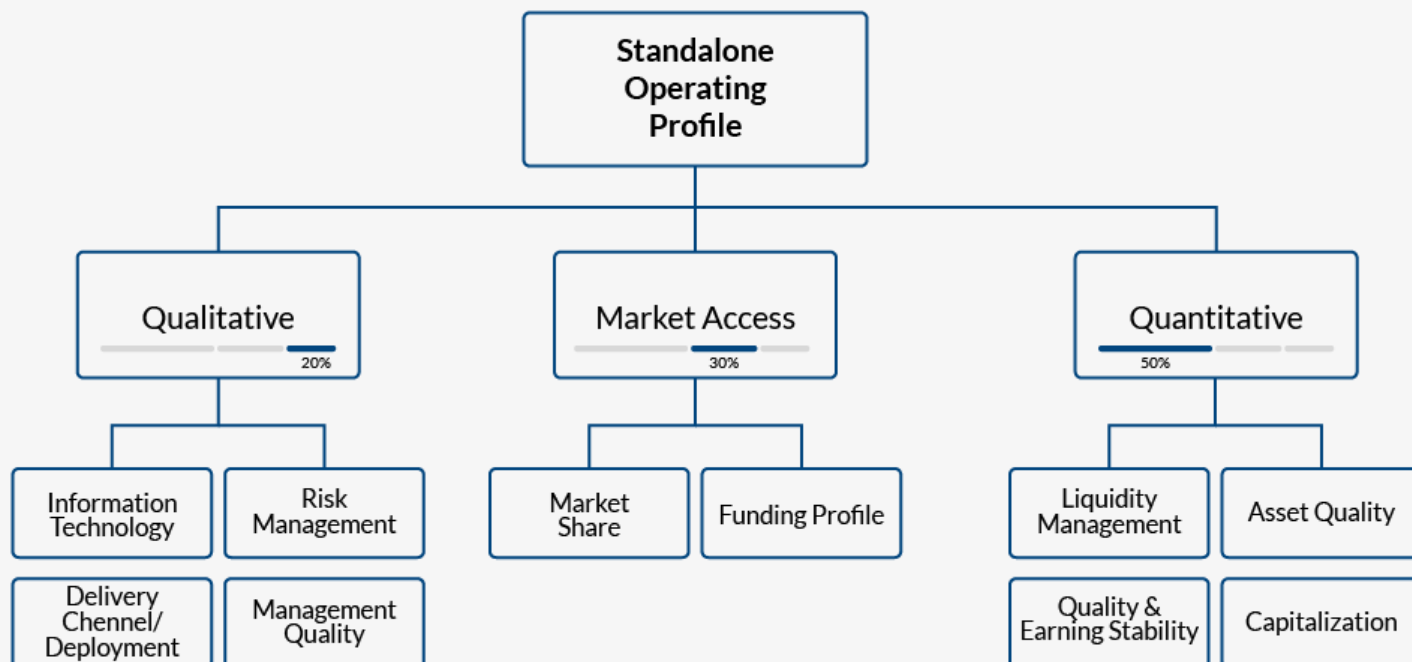 Standalone
Operating
Profile
Qualitative
20%
Market Access
30%
Quantitative
50%
Information
Technology
Risk
Management
Market
Share
Funding Profile
Liquidity
Management
Asset Quality
Delivery
Channel/
Deployment
Management
Quality
Quality &
Earning Stability
Capitalization